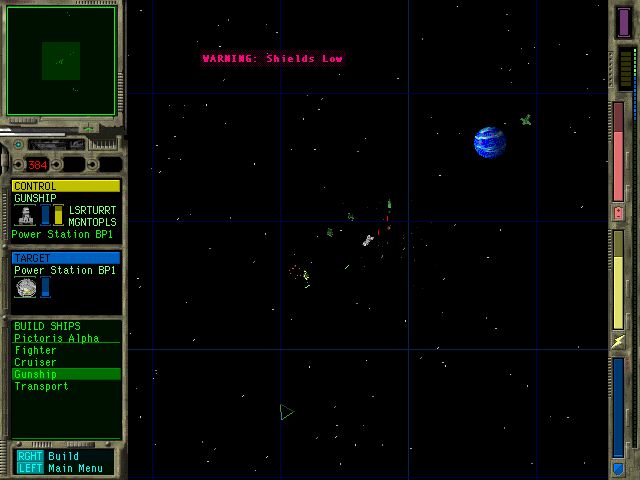 WARNING: Shields Low
384
CONTROL
GUNSHIP
LSRTURRT
MGNTOPLS
Power Station BP1
TARGET
Power Station BP1
BUILD SHIPS
Pictoris Alpha
Fighter
Cruiser
Gunship
Transport
RGHT Build
LEFT Main Menu